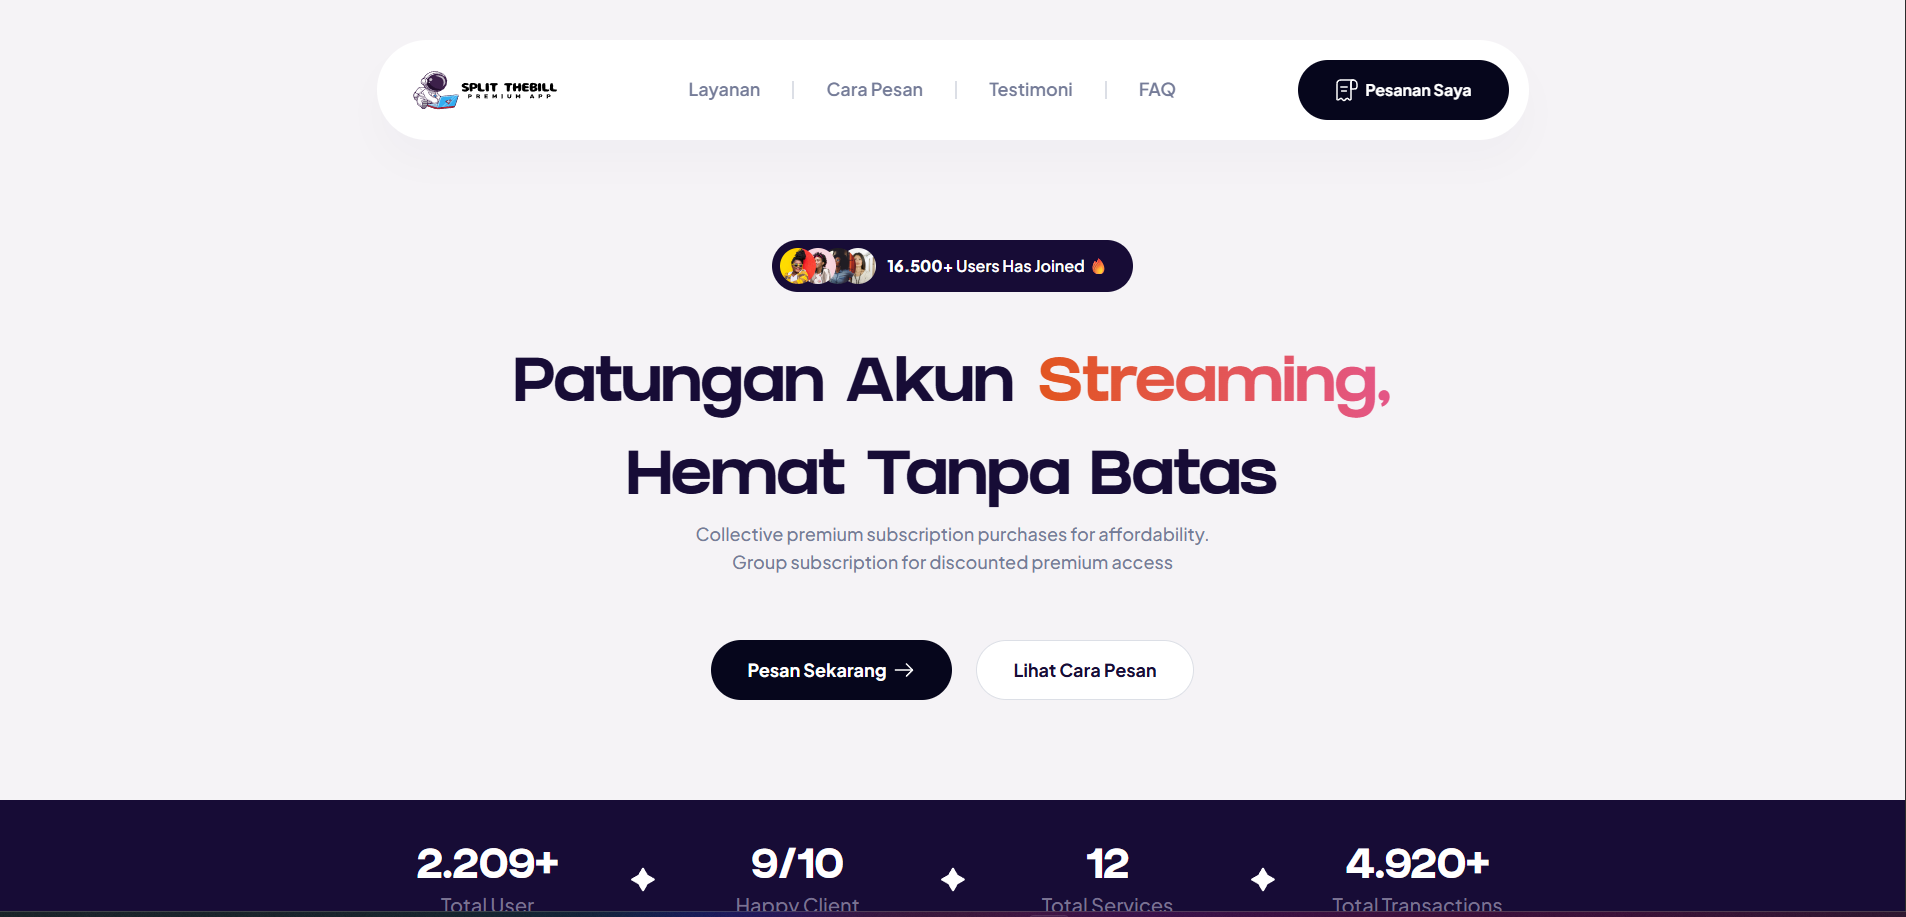 SPLIT THEBILL
PREMIUM APP
Layanan
Cara Pesan
Testimoni
FAQ
Pesanan Saya
16.500+ Users Has Joined 🔥
Patungan Akun Streaming,
Hemat Tanpa Batas
Collective premium subscription purchases for affordability.
Group subscription for discounted premium access
Pesan Sekarang →
Lihat Cara Pesan
2.209+
Total User
9/10
Happy Client
12
Total Services
4.920+
Total Transactions